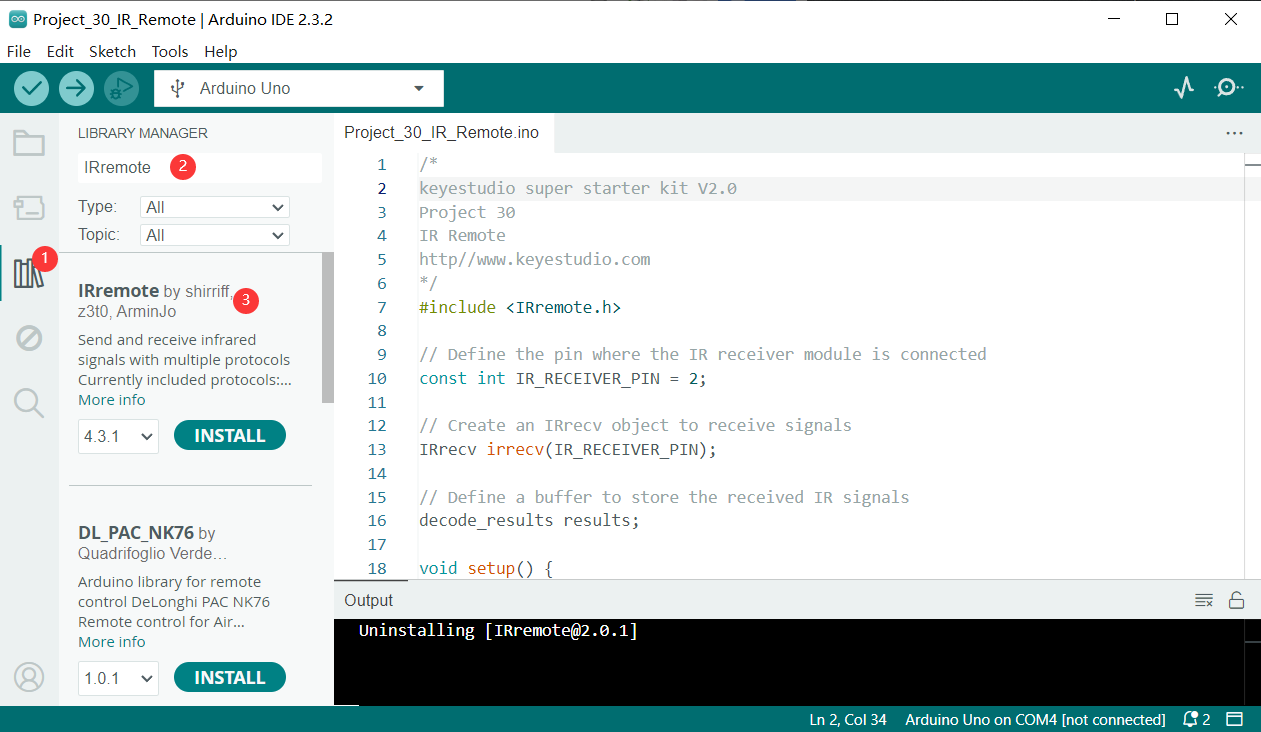 Project_30_IR_Remote | Arduino IDE 2.3.2
File Edit Sketch Tools Help
Arduino Uno
LIBRARY MANAGER
IRremote
2
Type: All
Topic: All
1
IRremote by shirriff,
z3t0, ArminJo
3
Send and receive infrared
signals with multiple protocols
Currently included protocols:...
More info
4.3.1 INSTALL
DL_PAC_NK76 by
Quadrifoglio Verde…
Arduino library for remote
control DeLonghi PAC NK76
Remote control for Air...
More info
1.0.1 INSTALL
Project_30_IR_Remote.ino
1 /*
2 keyestudio super starter kit V2.0
3 Project 30
4 IR Remote
5 http//www.keyestudio.com
6 */
7 #include <IRremote.h>
8
9 // Define the pin where the IR receiver module is connected
10 const int IR_RECEIVER_PIN = 2;
11
12 // Create an IRrecv object to receive signals
13 IRrecv irrecv(IR_RECEIVER_PIN);
14
15 // Define a buffer to store the received IR signals
16 decode_results results;
17
18 void setup() {
Output
Uninstalling [IRremote@2.0.1]
Ln 2, Col 34 Arduino Uno on COM4 [not connected] 2